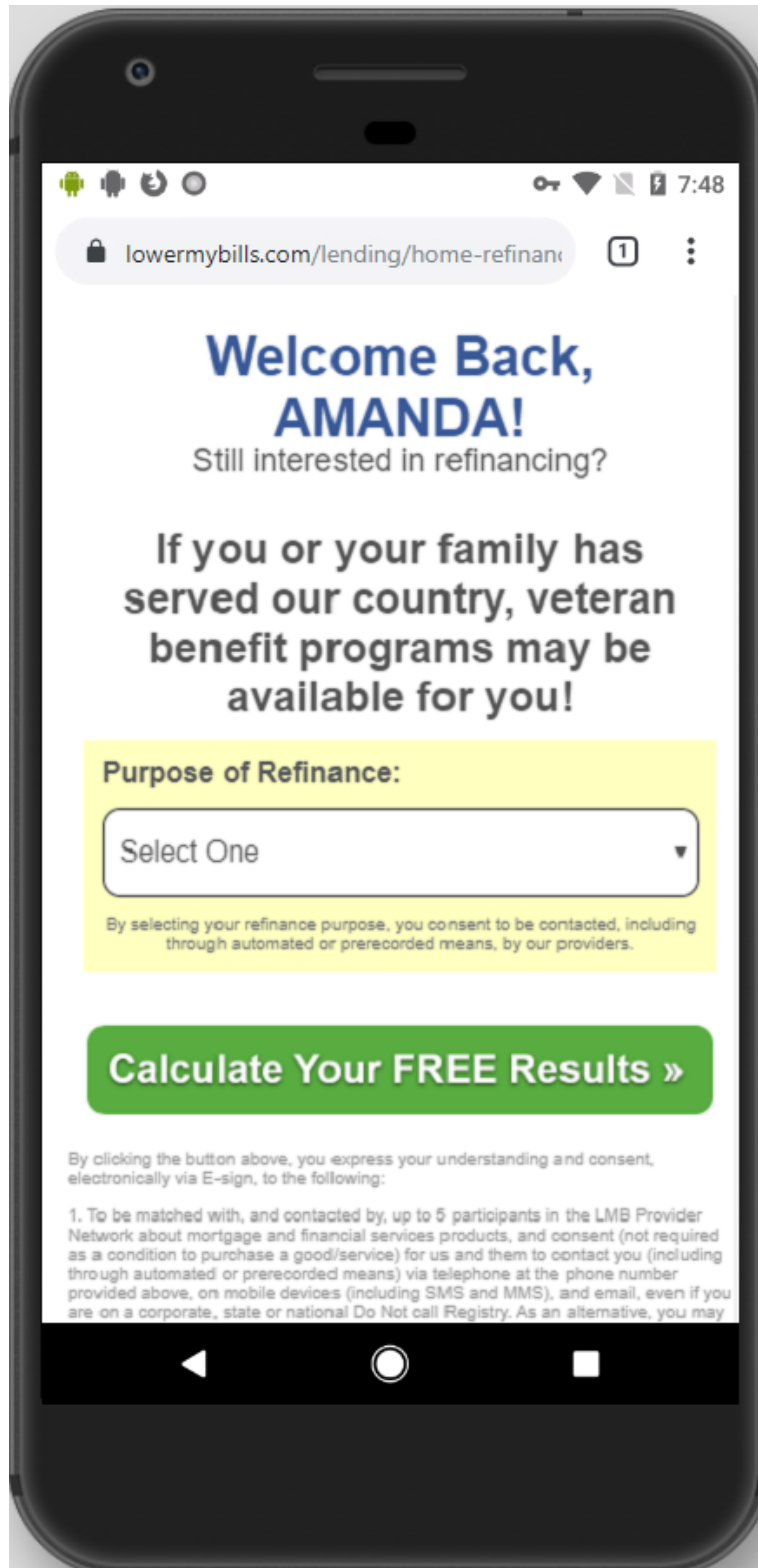 7:48
lowermybills.com/lending/home-refinanc
1
Welcome Back,
AMANDA!
Still interested in refinancing?
If you or your family has
served our country, veteran
benefit programs may be
available for you!
Purpose of Refinance:
Select One
By selecting your refinance purpose, you consent to be contacted, including
through automated or prerecorded means, by our providers.
Calculate Your FREE Results »
By clicking the button above, you express your understanding and consent,
electronically via E-sign, to the following:
1. To be matched with, and contacted by, up to 5 participants in the LMB Provider
Network about mortgage and financial services products, and consent (not required
as a condition to purchase a good/service) for us and them to contact you (including
through automated or prerecorded means) via telephone at the phone number
provided above, on mobile devices (including SMS and MMS), and email, even if you
are on a corporate, state or national Do Not call Registry. As an alternative, you may